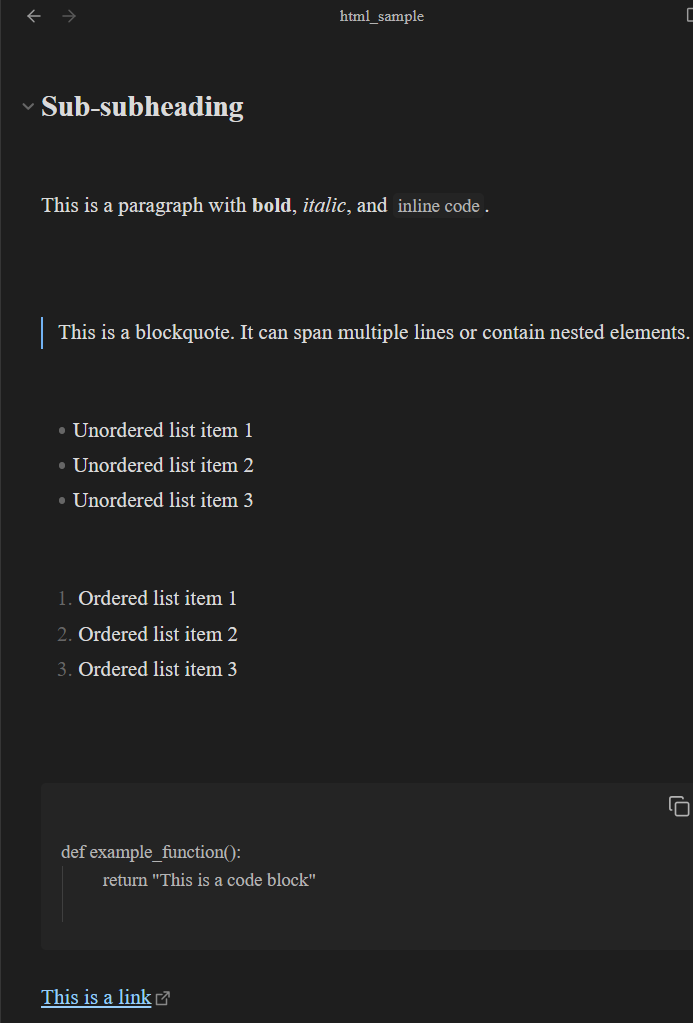 html_sample
Sub-subheading
This is a paragraph with bold, italic, and inline code.
This is a blockquote. It can span multiple lines or contain nested elements.
Unordered list item 1
Unordered list item 2
Unordered list item 3
1. Ordered list item 1
2. Ordered list item 2
3. Ordered list item 3
def example_function():
return "This is a code block"
This is a link